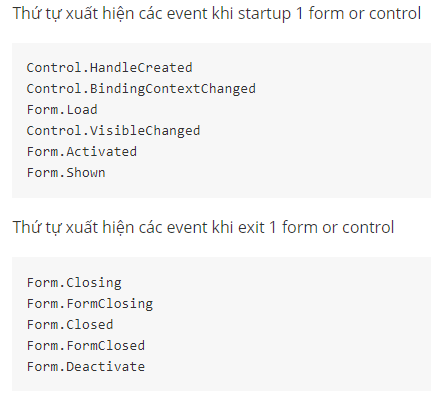 Thứ tự xuất hiện các event khi startup 1 form or control
Control.HandleCreated
Control.BindingContextChanged
Form.Load
Control.VisibleChanged
Form.Activated
Form.Shown
Thứ tự xuất hiện các event khi exit 1 form or control
Form.Closing
Form.FormClosing
Form.Closed
Form.FormClosed
Form.Deactivate